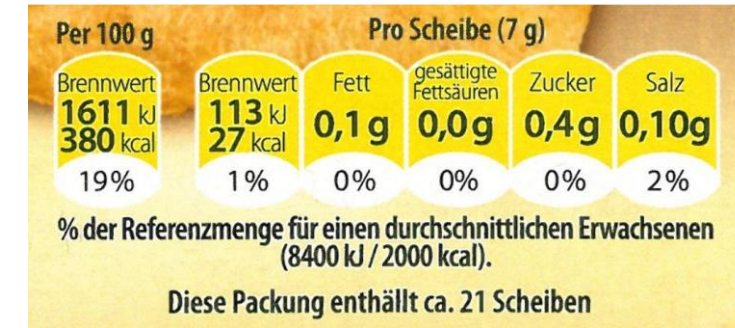 Per 100 g
Pro Scheibe (7 g)
Brennwert
1611 kJ
380 kcal
19%
Brennwert
113 kJ
27 kcal
1%
Fett
0,1 g
0%
gesättigte
Fettsäuren
0,0 g
0%
Zucker
0,4 g
0%
Salz
0,10g
2%
% der Referenzmenge für einen durchschnittlichen Erwachsenen
(8400 kJ / 2000 kcal).
Diese Packung enthällt ca. 21 Scheiben